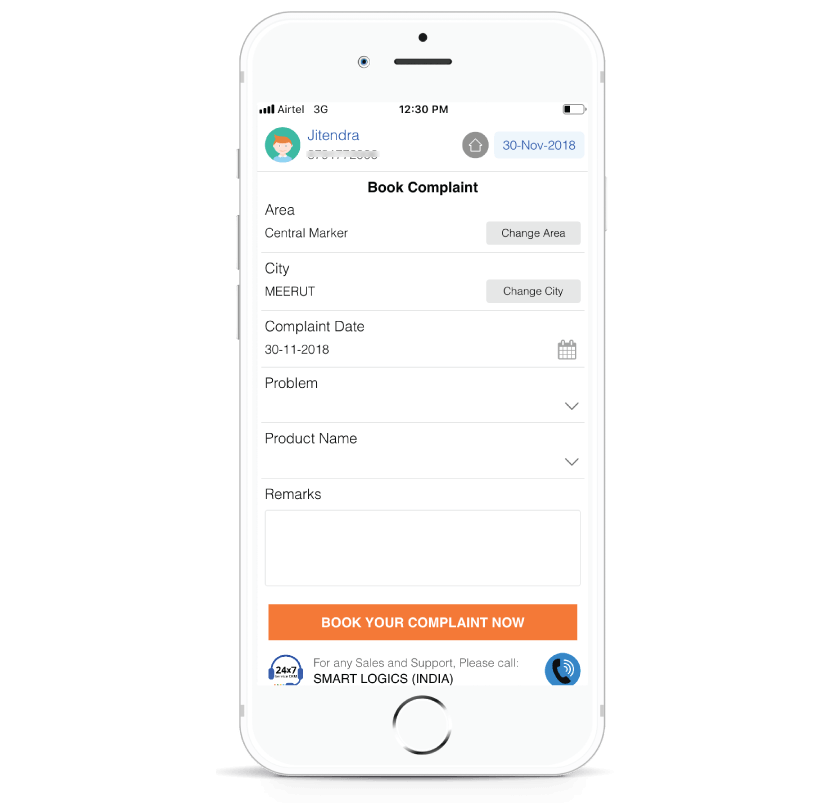 Airtel 3G 12:30 PM
Jitendra
30-Nov-2018
Book Complaint
Area
Central Marker
Change Area
City
MEERUT
Change City
Complaint Date
30-11-2018
Problem
Product Name
Remarks
BOOK YOUR COMPLAINT NOW
24x7
For any Sales and Support, Please call:
SMART LOGICS (INDIA)